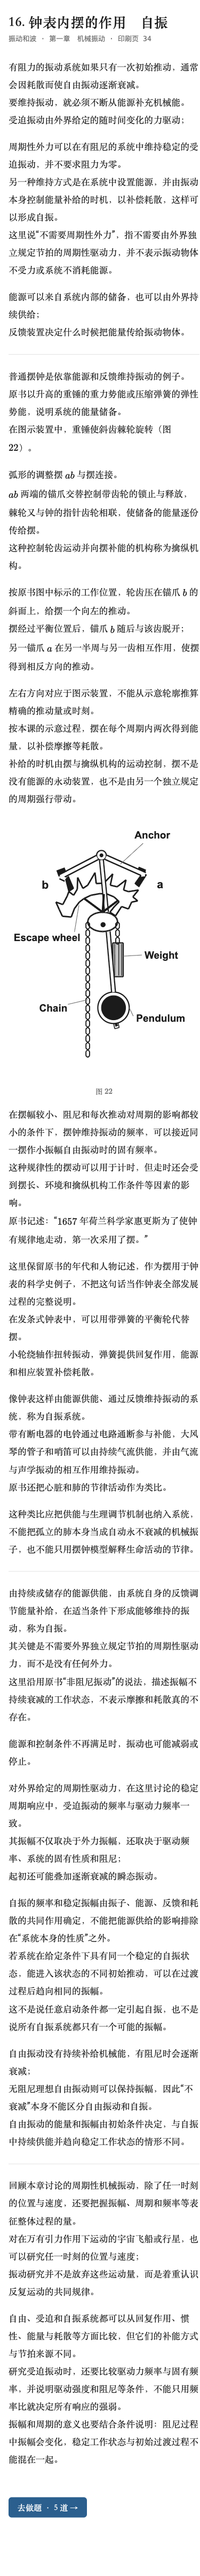 16. 钟表内摆的作用　自振
振动和波 · 第一章　机械振动 · 印刷页 34
有阻力的振动系统如果只有一次初始推动，通常
会因耗散而使自由振动逐渐衰减。
要维持振动，就必须不断从能源补充机械能。
受迫振动由外界给定的随时间变化的力驱动；
周期性外力可以在有阻尼的系统中维持稳定的受
迫振动，并不要求阻力为零。
另一种维持方式是在系统中设置能源，并由振动
本身控制能量补给的时机，以补偿耗散，这样可
以形成自振。
这里说“不需要周期性外力”，指不需要由外界独
立规定节拍的周期性驱动力，并不表示振动物体
不受力或系统不消耗能源。
能源可以来自系统内部的储备，也可以由外界持
续供给；
反馈装置决定什么时候把能量传给振动物体。
普通摆钟是依靠能源和反馈维持振动的例子。
原书以升高的重锤的重力势能或压缩弹簧的弹性
势能，说明系统的能量储备。
在图示装置中，重锤使斜齿棘轮旋转（图
22）。
弧形的调整摆 ab 与摆连接。
ab 两端的锚爪交替控制带齿轮的锁止与释放，
棘轮又与钟的指针齿轮相联，使储备的能量逐份
传给摆。
这种控制轮齿运动并向摆补能的机构称为擒纵机
构。
按原书图中标示的工作位置，轮齿压在锚爪 b 的
斜面上，给摆一个向左的推动。
摆经过平衡位置后，锚爪 b 随后与该齿脱开；
另一锚爪 a 在另一半周与另一齿相互作用，使摆
得到相反方向的推动。
左右方向对应于图示装置，不能从示意轮廓推算
精确的推动量或时刻。
按本课的示意过程，摆在每个周期内两次得到能
量，以补偿摩擦等耗散。
补给的时机由摆与擒纵机构的运动控制，摆不是
没有能源的永动装置，也不是由另一个独立规定
的周期强行带动。
Anchor
b
a
Escape wheel
Weight
Chain
Pendulum
图 22
在摆幅较小、阻尼和每次推动对周期的影响都较
小的条件下，摆钟维持振动的频率，可以接近同
一摆作小振幅自由振动时的固有频率。
这种规律性的摆动可以用于计时，但走时还会受
到摆长、环境和擒纵机构工作条件等因素的影
响。
原书记述：“1657 年荷兰科学家惠更斯为了使钟
有规律地走动，第一次采用了摆。”
这里保留原书的年代和人物记述，作为摆用于钟
表的科学史例子，不把这句话当作钟表全部发展
过程的完整说明。
在发条式钟表中，可以用带弹簧的平衡轮代替
摆。
小轮绕轴作扭转振动，弹簧提供回复作用，能源
和相应装置补偿耗散。
像钟表这样由能源供能、通过反馈维持振动的系
统，称为自振系统。
带有断电器的电铃通过电路通断参与补能，大风
琴的管子和哨笛可以由持续气流供能，并由气流
与声学振动的相互作用维持振动。
原书还把心脏和肺的节律活动作为类比。
这种类比应把供能与生理调节机制也纳入系统，
不能把孤立的肺本身当成自动永不衰减的机械振
子，也不能只用摆钟模型解释生命活动的节律。
由持续或储存的能源供能，由系统自身的反馈调
节能量补给，在适当条件下形成能够维持的振
动，称为自振。
其关键是不需要外界独立规定节拍的周期性驱动
力，而不是没有任何外力。
这里沿用原书“非阻尼振动”的说法，描述振幅不
持续衰减的工作状态，不表示摩擦和耗散真的不
存在。
能源和控制条件不再满足时，振动也可能减弱或
停止。
对外界给定的周期性驱动力，在这里讨论的稳定
周期响应中，受迫振动的频率与驱动力频率一
致。
其振幅不仅取决于外力振幅，还取决于驱动频
率、系统的固有性质和阻尼；
起初还可能叠加逐渐衰减的瞬态振动。
自振的频率和稳定振幅由振子、能源、反馈和耗
散的共同作用确定，不能把能源供给的影响排除
在“系统本身的性质”之外。
若系统在给定条件下具有同一个稳定的自振状
态，能进入该状态的不同初始推动，可以在过渡
过程后趋向相同的振幅。
这不是说任意启动条件都一定引起自振，也不是
说所有自振系统都只有一个可能的振幅。
自由振动没有持续补给机械能，有阻尼时会逐渐
衰减；
无阻尼理想自由振动则可以保持振幅，因此“不
衰减”本身不能区分自由振动和自振。
自由振动的能量和振幅由初始条件决定，与自振
中持续供能并趋向稳定工作状态的情形不同。
回顾本章讨论的周期性机械振动，除了任一时刻
的位置与速度，还要把握振幅、周期和频率等表
征整体过程的量。
对在万有引力作用下运动的宇宙飞船或行星，也
可以研究任一时刻的位置与速度；
振动研究并不是放弃这些运动量，而是着重认识
反复运动的共同规律。
自由、受迫和自振系统都可以从回复作用、惯
性、能量与耗散等方面比较，但它们的补能方式
与节拍来源不同。
研究受迫振动时，还要比较驱动力频率与固有频
率，并说明驱动强度和阻尼等条件，不能只用频
率比就决定所有响应的强弱。
振幅和周期的意义也要结合条件说明：阻尼过程
中振幅会变化，稳定工作状态与初始过渡过程不
能混在一起。
去做题 · 5 道 →